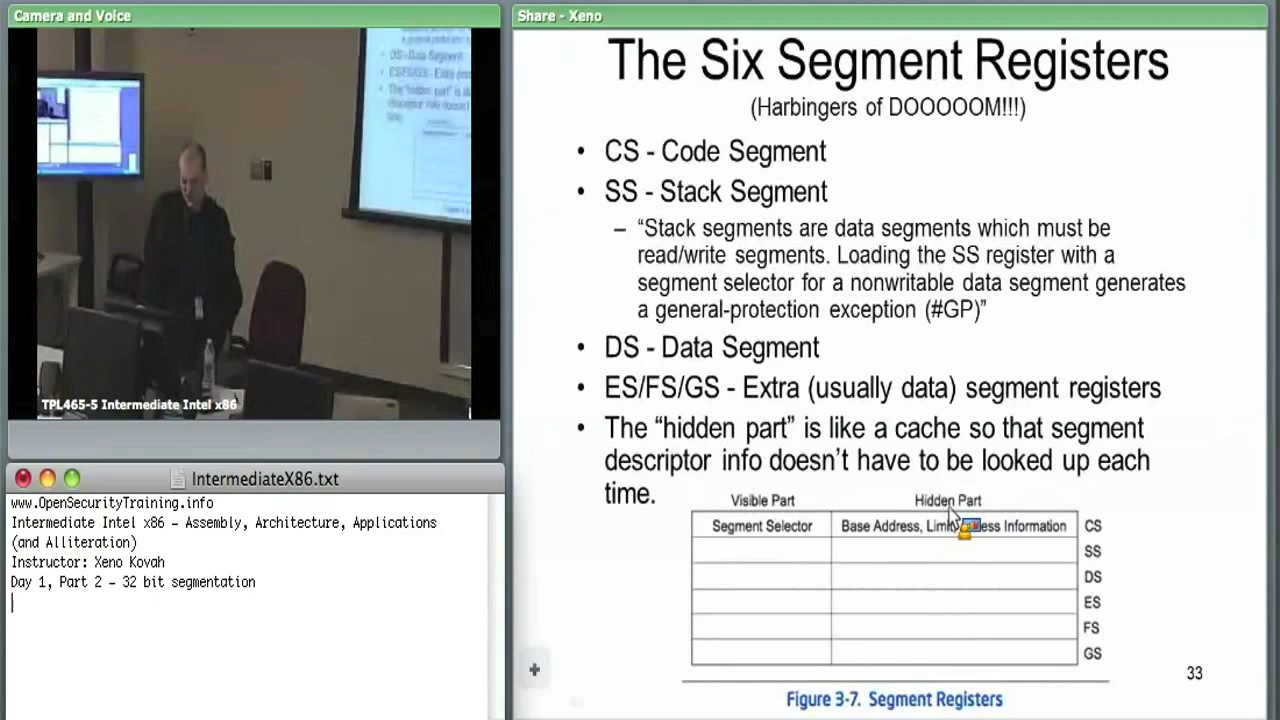 Camera and Voice
TPL465-5 Intermediate Intel x86
IntermediateX86.txt
www.OpenSecurityTraining.info
Intermediate Intel x86 – Assembly, Architecture, Applications
(and Alliteration)
Instructor: Xeno Kovah
Day 1, Part 2 – 32 bit segmentation
Share - Xeno
The Six Segment Registers
(Harbingers of DOOOOOM!!!)
• CS - Code Segment
• SS - Stack Segment
– “Stack segments are data segments which must be
read/write segments. Loading the SS register with a
segment selector for a nonwritable data segment generates
a general-protection exception (#GP)”
• DS - Data Segment
• ES/FS/GS - Extra (usually data) segment registers
• The “hidden part” is like a cache so that segment
descriptor info doesn’t have to be looked up each
time.
Visible Part Hidden Part
Segment Selector Base Address, Information CS
SS
DS
ES
FS
GS
Figure 3-7. Segment Registers
33